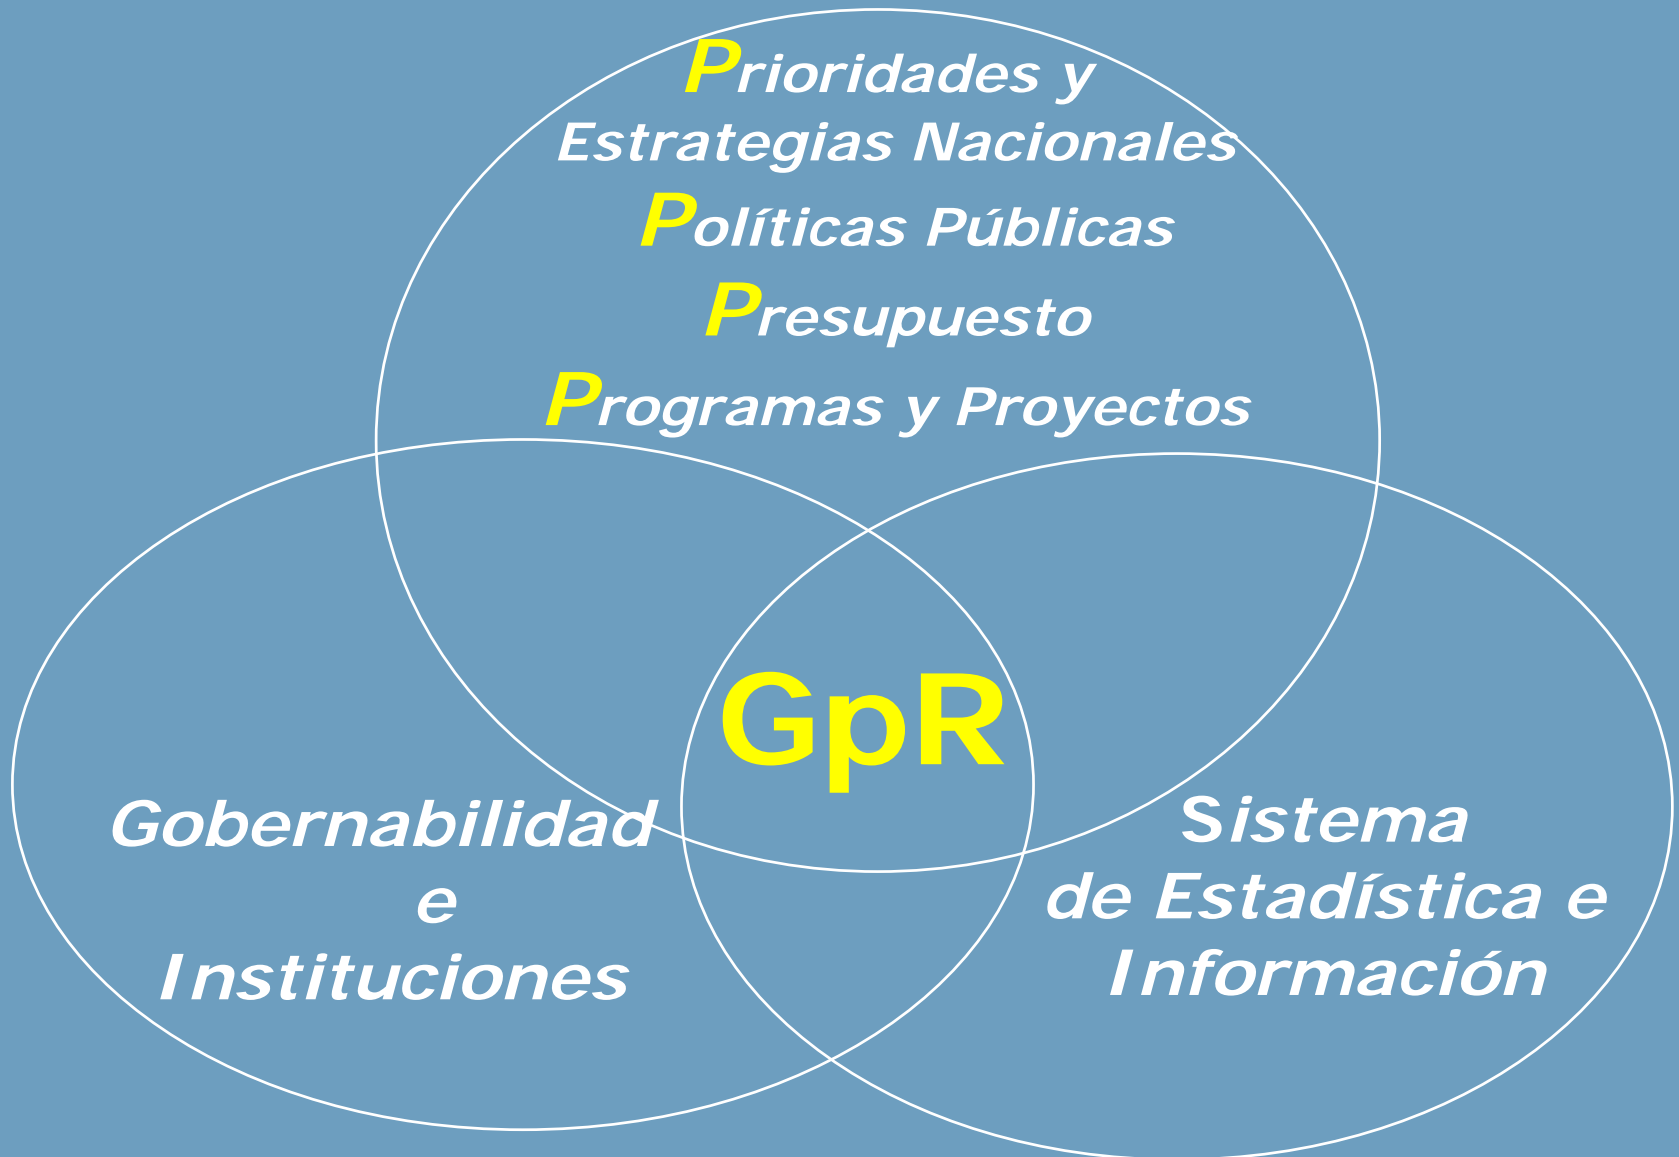 Prioridades y
Estrategias Nacionales
Políticas Públicas
Presupuesto
Programas y Proyectos
GpR
Gobernabilidad
e
Instituciones
Sistema
de Estadística e
Información